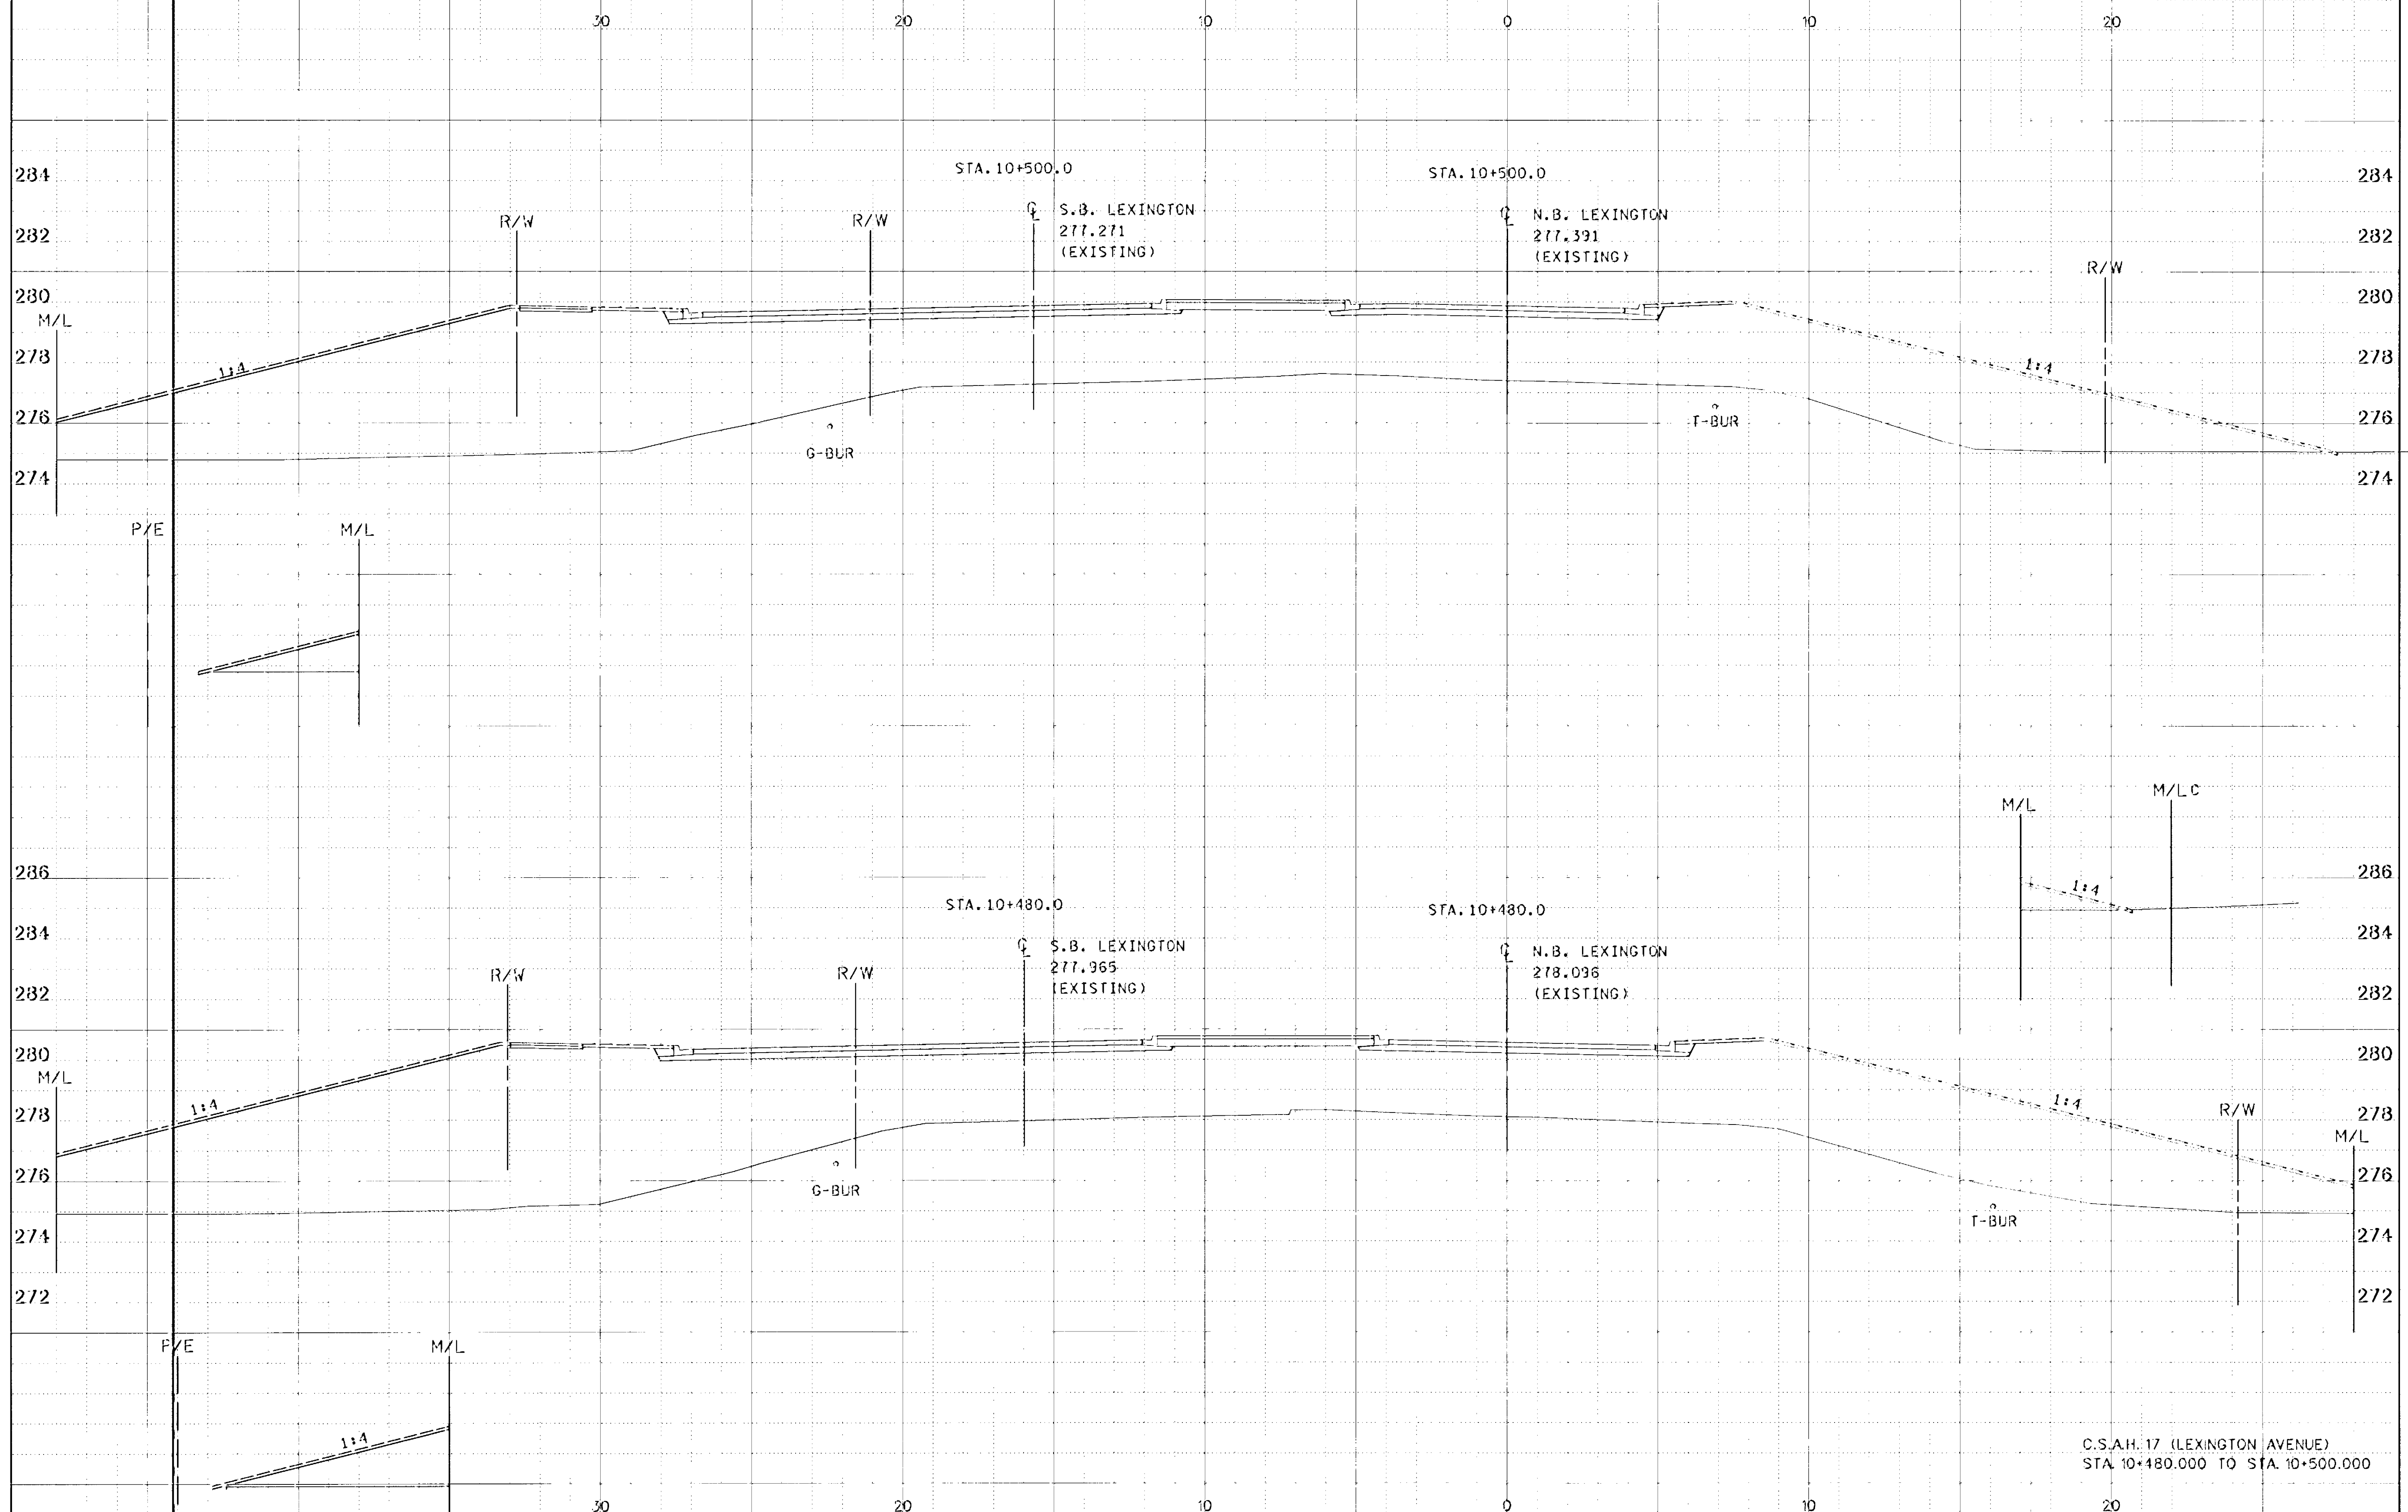 30 20 10 0 10 20
STA. 10+500.0
STA. 10+500.0
284 284
R/W R/W
℄ S.B. LEXINGTON
277.271
(EXISTING)
℄ N.B. LEXINGTON
277.391
(EXISTING)
282 282
R/W
280 280
M/L
278 278
1:4 1:4
276 276
G-BUR
T-BUR
274 274
P/E M/L
M/L M/LC
286 286
1:4
STA. 10+480.0
STA. 10+480.0
284 284
℄ S.B. LEXINGTON
277.965
(EXISTING)
℄ N.B. LEXINGTON
278.096
(EXISTING)
R/W R/W
282 282
280 280
M/L
278 278
1:4 1:4
R/W
M/L
276 276
G-BUR
T-BUR
274 274
272 272
P/E M/L
1:4
C.S.A.H. 17 (LEXINGTON AVENUE)
STA. 10+480.000 TO STA. 10+500.000
30 20 10 0 10 20